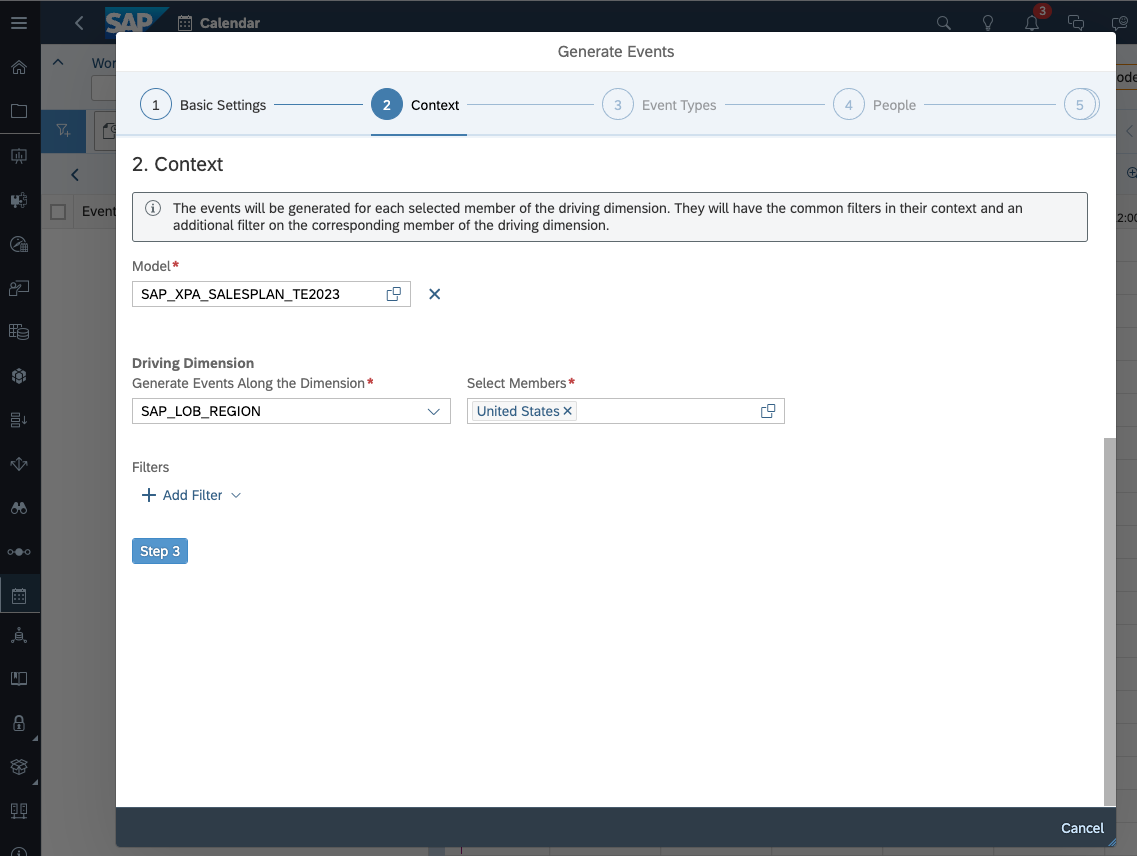 SAP Calendar
3
Wor
Generate Events
1 Basic Settings 2 Context 3 Event Types 4 People 5
2. Context
The events will be generated for each selected member of the driving dimension. They will have the common filters in their context and an
additional filter on the corresponding member of the driving dimension.
Event
2:00
Model*
SAP_XPA_SALESPLAN_TE2023
Driving Dimension
Generate Events Along the Dimension* Select Members*
SAP_LOB_REGION United States
Filters
Add Filter
Step 3
Cancel